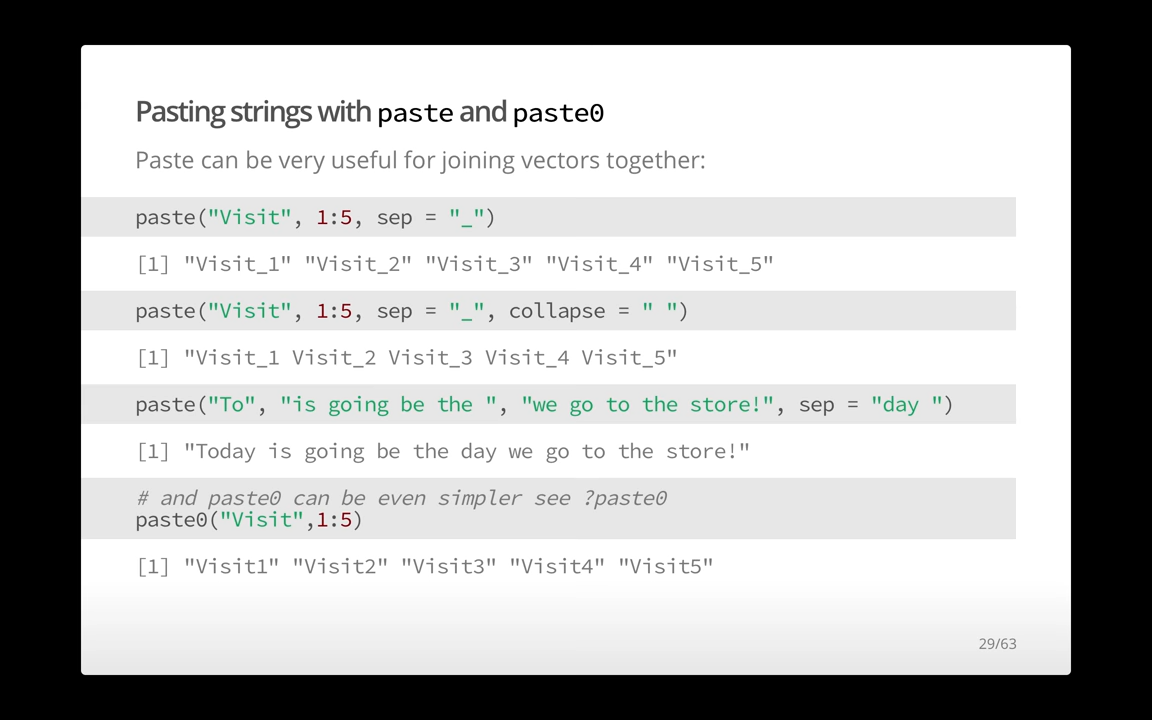 Pasting strings with paste and paste0
Paste can be very useful for joining vectors together:
paste("Visit", 1:5, sep = "_")
[1] "Visit_1" "Visit_2" "Visit_3" "Visit_4" "Visit_5"
paste("Visit", 1:5, sep = "_", collapse = " ")
[1] "Visit_1 Visit_2 Visit_3 Visit_4 Visit_5"
paste("To", "is going be the ", "we go to the store!", sep = "day ")
[1] "Today is going be the day we go to the store!"
# and paste0 can be even simpler see ?paste0
paste0("Visit",1:5)
[1] "Visit1" "Visit2" "Visit3" "Visit4" "Visit5"
29/63